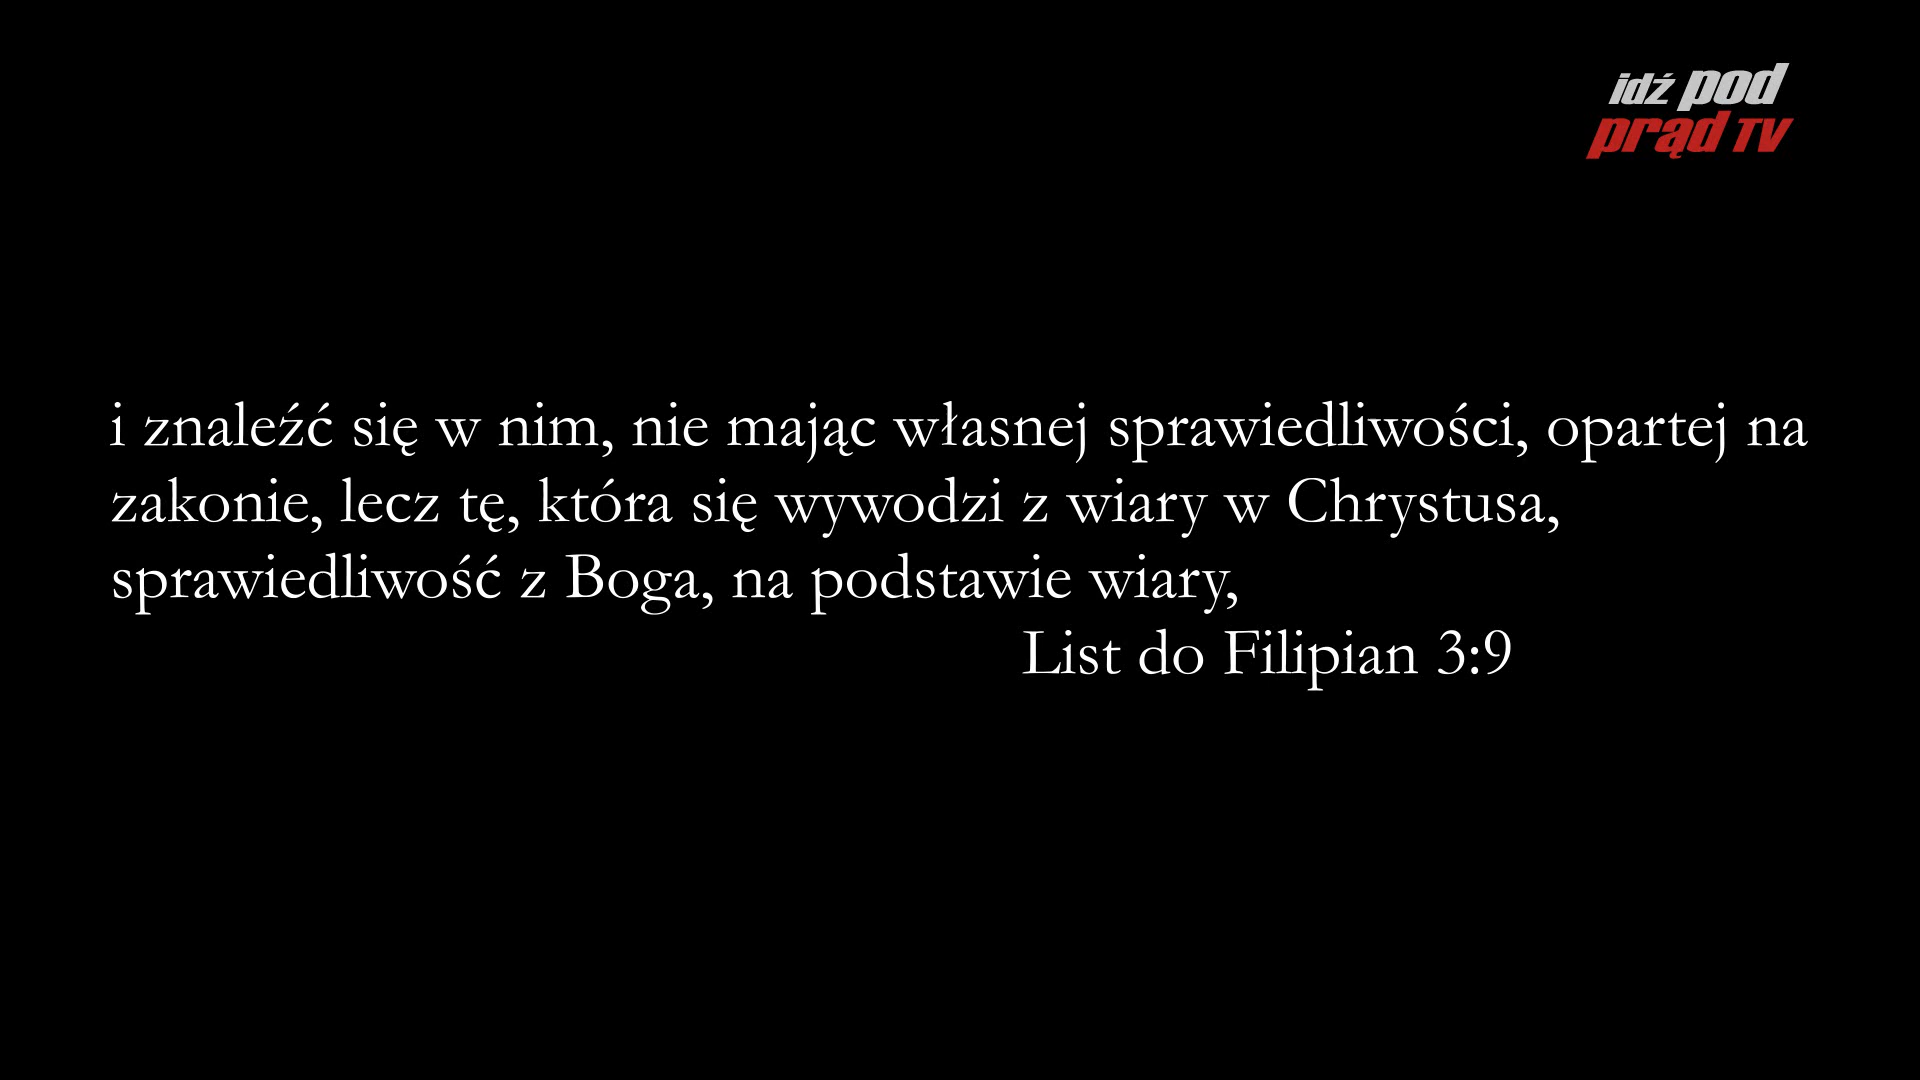 idź pod
prąd TV
i znaleźć się w nim, nie mając własnej sprawiedliwości, opartej na
zakonie, lecz tę, która się wywodzi z wiary w Chrystusa,
sprawiedliwość z Boga, na podstawie wiary,
List do Filipian 3:9